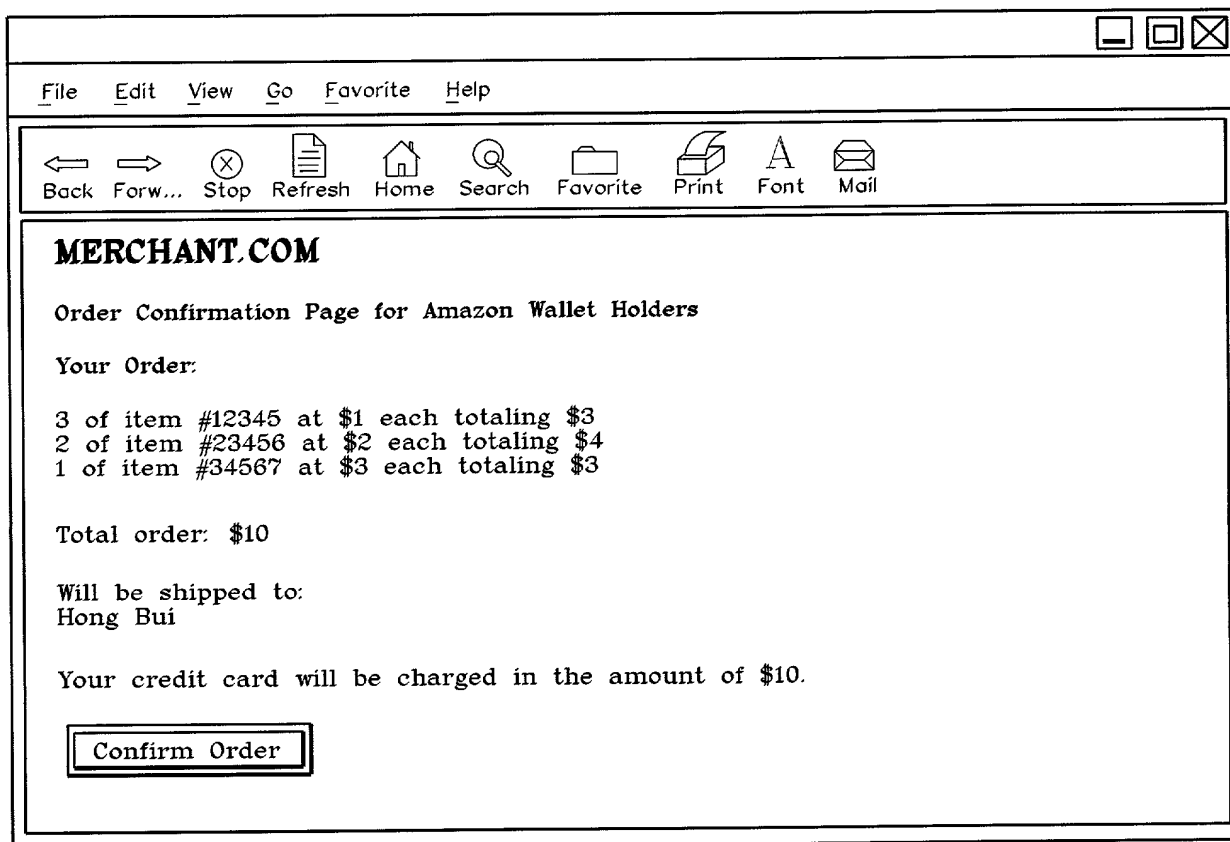 File Edit View Go Favorite Help
Back Forw... Stop Refresh Home Search Favorite Print Font Mail
MERCHANT.COM
Order Confirmation Page for Amazon Wallet Holders
Your Order:
3 of item #12345 at $1 each totaling $3
2 of item #23456 at $2 each totaling $4
1 of item #34567 at $3 each totaling $3
Total order: $10
Will be shipped to:
Hong Bui
Your credit card will be charged in the amount of $10.
Confirm Order